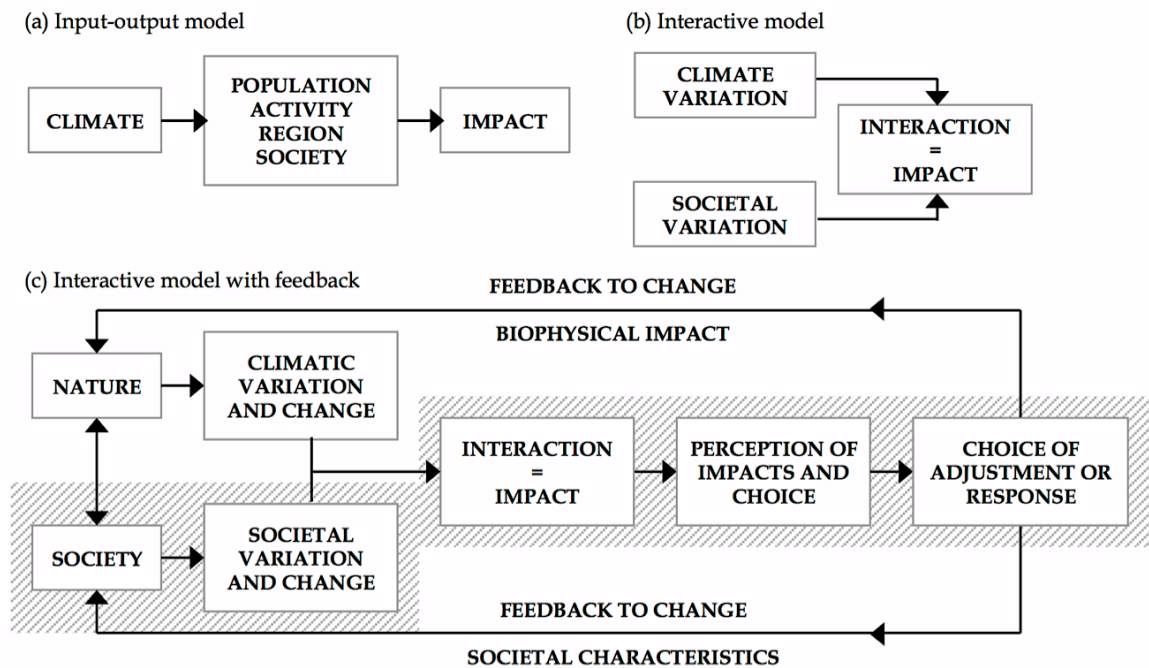 (a) Input-output model
CLIMATE
POPULATION
ACTIVITY
REGION
SOCIETY
IMPACT
(b) Interactive model
CLIMATE
VARIATION
SOCIETAL
VARIATION
INTERACTION
=
IMPACT
(c) Interactive model with feedback
FEEDBACK TO CHANGE
BIOPHYSICAL IMPACT
NATURE
CLIMATIC
VARIATION
AND CHANGE
SOCIETY
SOCIETAL
VARIATION
AND CHANGE
INTERACTION
=
IMPACT
PERCEPTION OF
IMPACTS AND
CHOICE
CHOICE OF
ADJUSTMENT OR
RESPONSE
FEEDBACK TO CHANGE
SOCIETAL CHARACTERISTICS